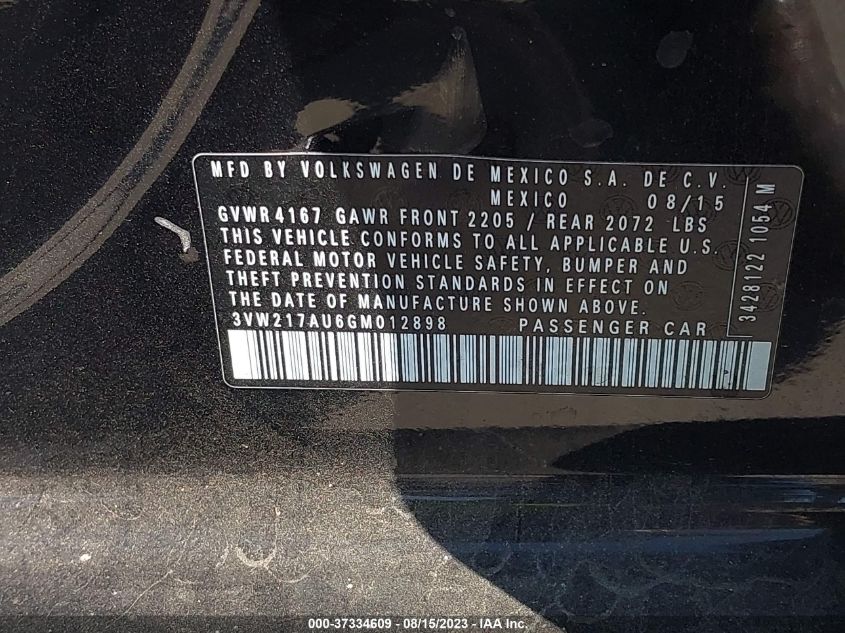 MFD BY VOLKSWAGEN DE MEXICO S.A. DE C.V.
MEXICO 08/15
GVWR 4167 GAWR FRONT 2205 / REAR 2072 LBS
THIS VEHICLE CONFORMS TO ALL APPLICABLE U.S.
FEDERAL MOTOR VEHICLE SAFETY, BUMPER AND
THEFT PREVENTION STANDARDS IN EFFECT ON
THE DATE OF MANUFACTURE SHOWN ABOVE.
3VW217AU6GM012898 PASSENGER CAR
3428122 1054 M
000-37334609 - 08/15/2023 - IAA Inc.